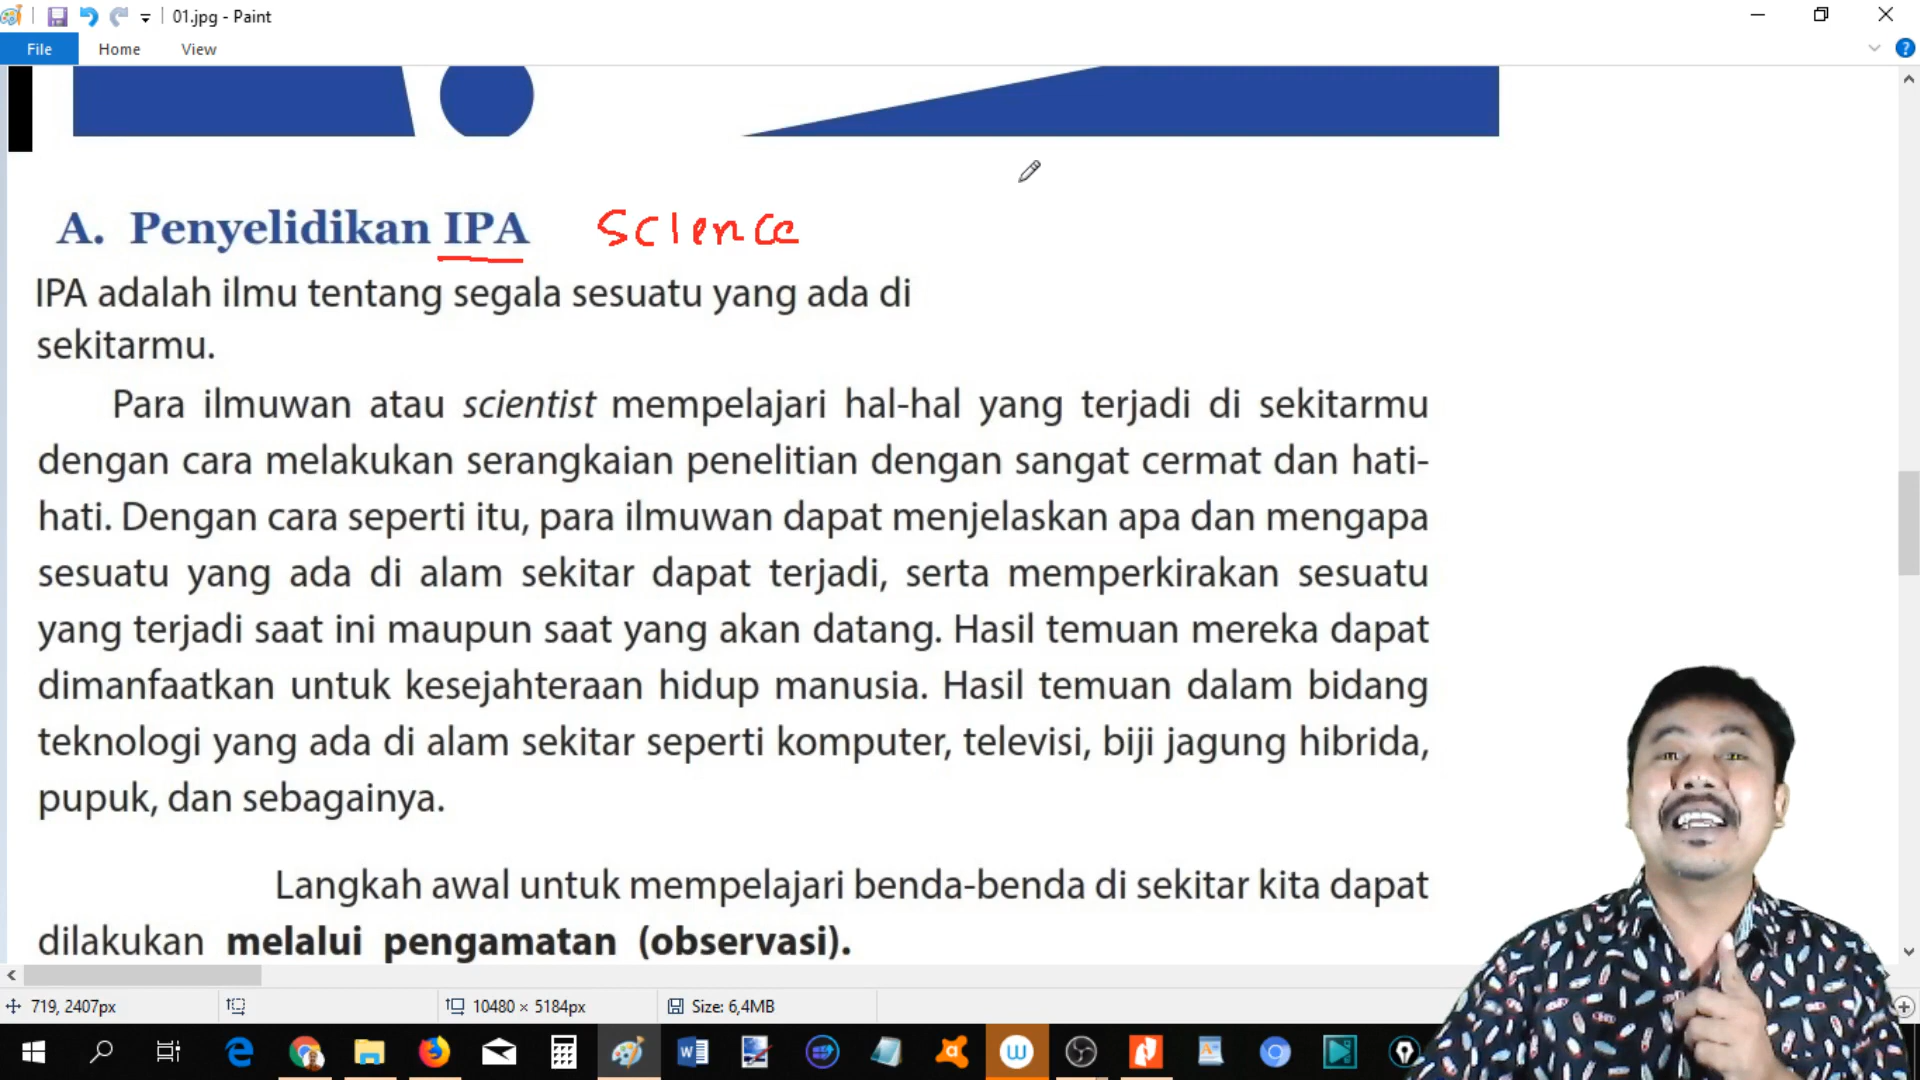 01.jpg - Paint
File Home View
A. Penyelidikan IPA Science
IPA adalah ilmu tentang segala sesuatu yang ada di
sekitarmu.
Para ilmuwan atau scientist mempelajari hal-hal yang terjadi di sekitarmu
dengan cara melakukan serangkaian penelitian dengan sangat cermat dan hati-
hati. Dengan cara seperti itu, para ilmuwan dapat menjelaskan apa dan mengapa
sesuatu yang ada di alam sekitar dapat terjadi, serta memperkirakan sesuatu
yang terjadi saat ini maupun saat yang akan datang. Hasil temuan mereka dapat
dimanfaatkan untuk kesejahteraan hidup manusia. Hasil temuan dalam bidang
teknologi yang ada di alam sekitar seperti komputer, televisi, biji jagung hibrida,
pupuk, dan sebagainya.
Langkah awal untuk mempelajari benda-benda di sekitar kita dapat
dilakukan melalui pengamatan (observasi).
719, 2407px 10480 × 5184px Size: 6,4MB